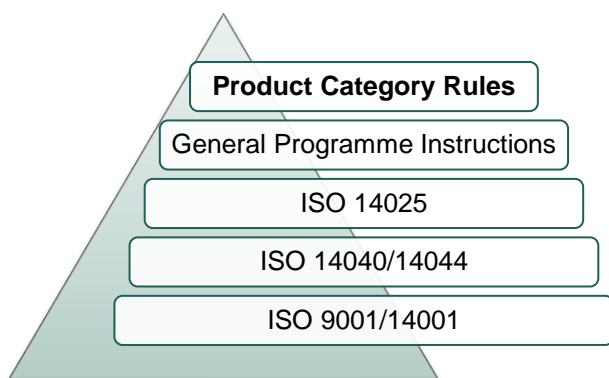 Product Category Rules
General Programme Instructions
ISO 14025
ISO 14040/14044
ISO 9001/14001